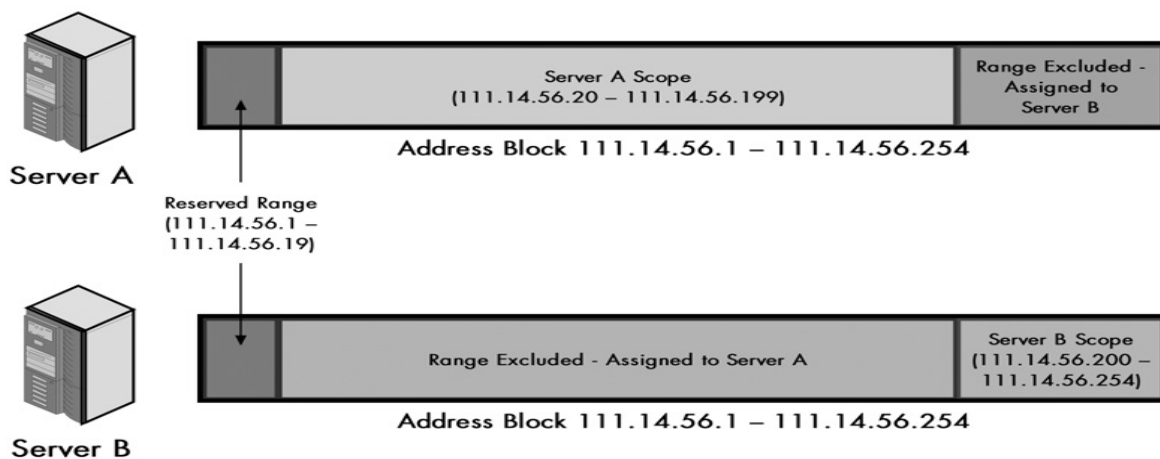 Server A
Server A Scope
(111.14.56.20 – 111.14.56.199)
Range Excluded -
Assigned to
Server B
Address Block 111.14.56.1 – 111.14.56.254
Reserved Range
(111.14.56.1 –
111.14.56.19)
Server B
Range Excluded - Assigned to Server A
Server B Scope
(111.14.56.200 –
111.14.56.254)
Address Block 111.14.56.1 – 111.14.56.254